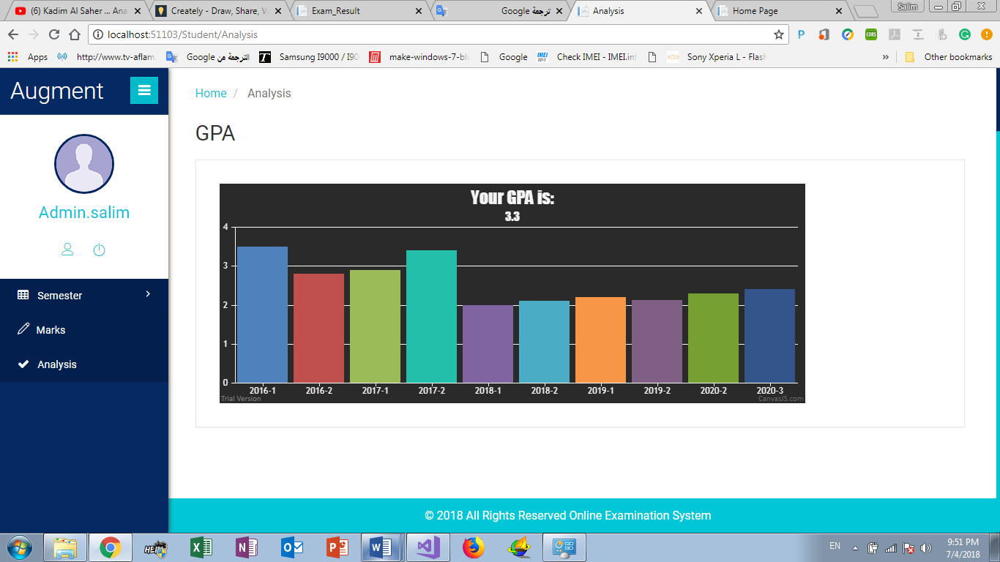 (6) Kadim Al Saher ... Ana
Creately - Draw, Share, V
Exam_Result
ترجمة Google
Analysis
Home Page
Salim
localhost:51103/Student/Analysis
CORS
2
Apps
http://www.tv-aflam
الترجمة من Google
Samsung I9000 / I90
make-windows-7-bl
Google
IMEI INFO
Check IMEI - IMEI.inf
xda
Sony Xperia L - Flash
»
Other bookmarks
Augment
Home / Analysis
GPA
Admin.salim
Semester
Marks
Analysis
Your GPA is:
3.3
4
3
2
1
0
2016-1 2016-2 2017-1 2017-2 2018-1 2018-2 2019-1 2019-2 2020-2 2020-3
Trial Version
CanvasJS.com
© 2018 All Rights Reserved Online Examination System
EN
9:51 PM
7/4/2018